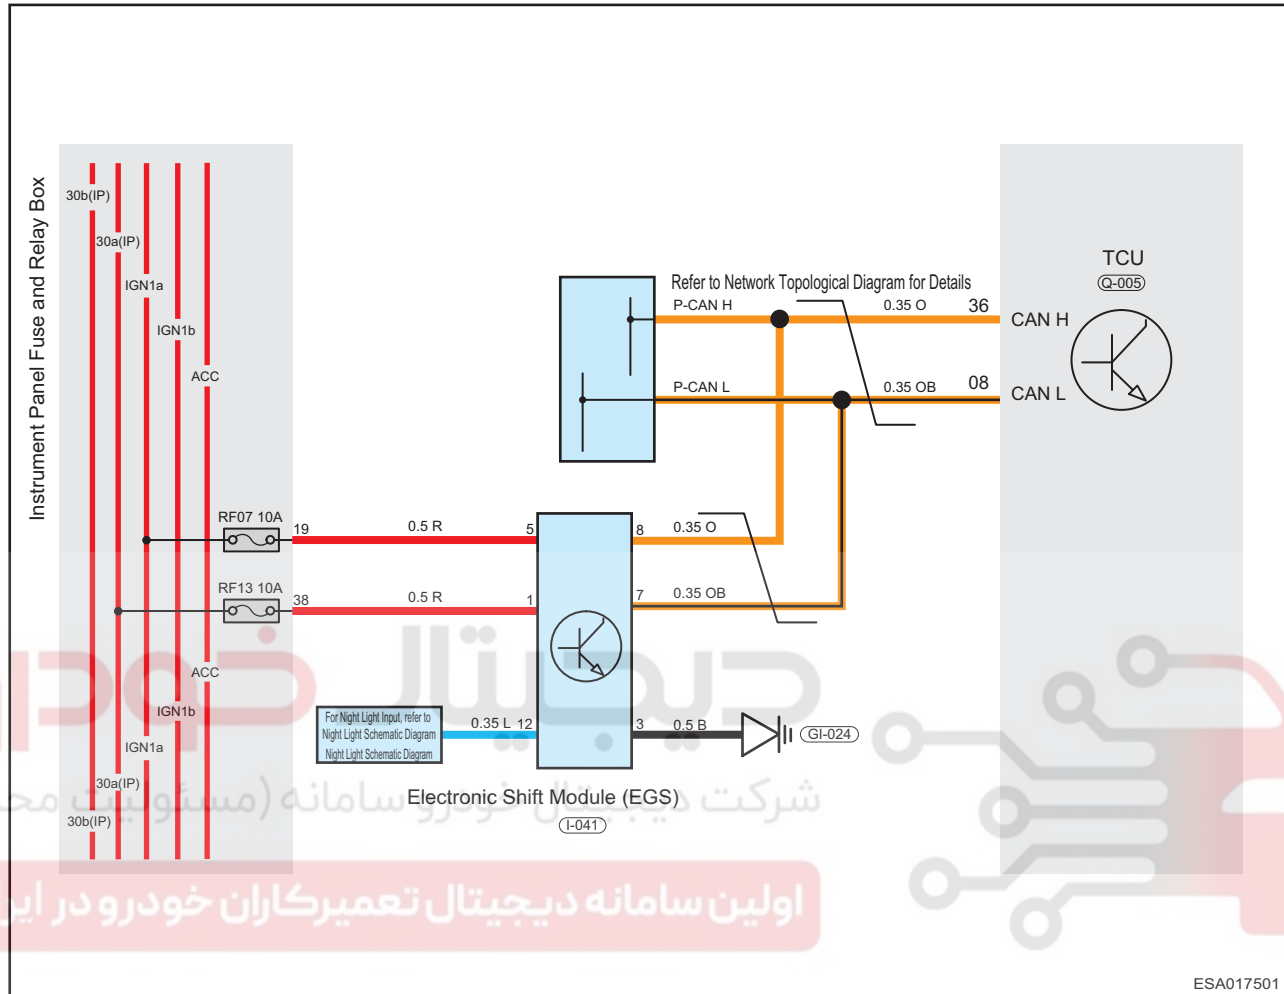 Instrument Panel Fuse and Relay Box
30b(IP)
30a(IP)
IGN1a
IGN1b
ACC
Refer to Network Topological Diagram for Details
P-CAN H
0.35 O
36
CAN H
P-CAN L
0.35 OB
08
CAN L
TCU
Q-005
RF07 10A
19
0.5 R
5
8
0.35 O
RF13 10A
38
0.5 R
1
7
0.35 OB
ACC
IGN1b
IGN1a
30a(IP)
30b(IP)
For Night Light Input, refer to
Night Light Schematic Diagram
Night Light Schematic Diagram
0.35 L
12
3
0.5 B
GI-024
Electronic Shift Module (EGS)
I-041
دیجیتال خودرو
شرکت دیجیتال خودرو سامانه (مسئولیت
اولین سامانه دیجیتال تعمیرکاران خودرو در
ESA017501